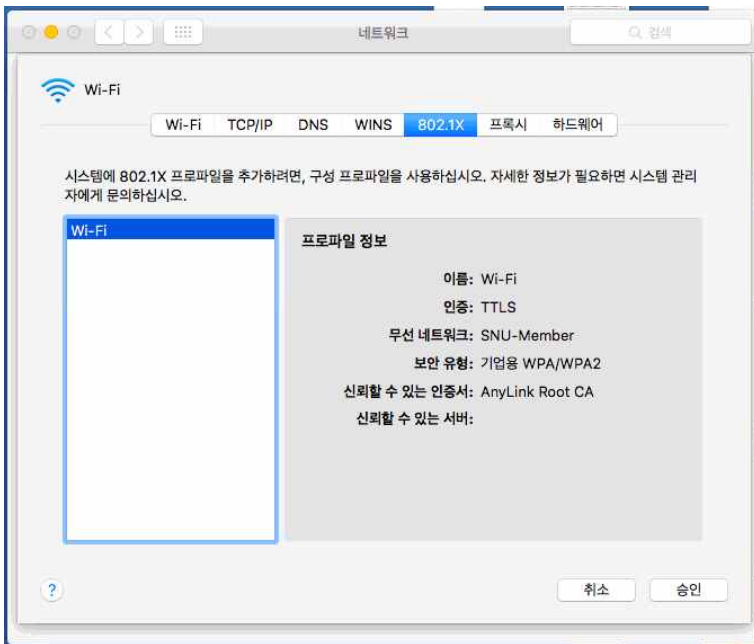 네트워크
검색
Wi-Fi
Wi-Fi TCP/IP DNS WINS 802.1X 프록시 하드웨어
시스템에 802.1X 프로파일을 추가하려면, 구성 프로파일을 사용하십시오. 자세한 정보가 필요하면 시스템 관리
자에게 문의하십시오.
Wi-Fi
프로파일 정보
이름: Wi-Fi
인증: TTLS
무선 네트워크: SNU-Member
보안 유형: 기업용 WPA/WPA2
신뢰할 수 있는 인증서: AnyLink Root CA
신뢰할 수 있는 서버:
?
취소 승인